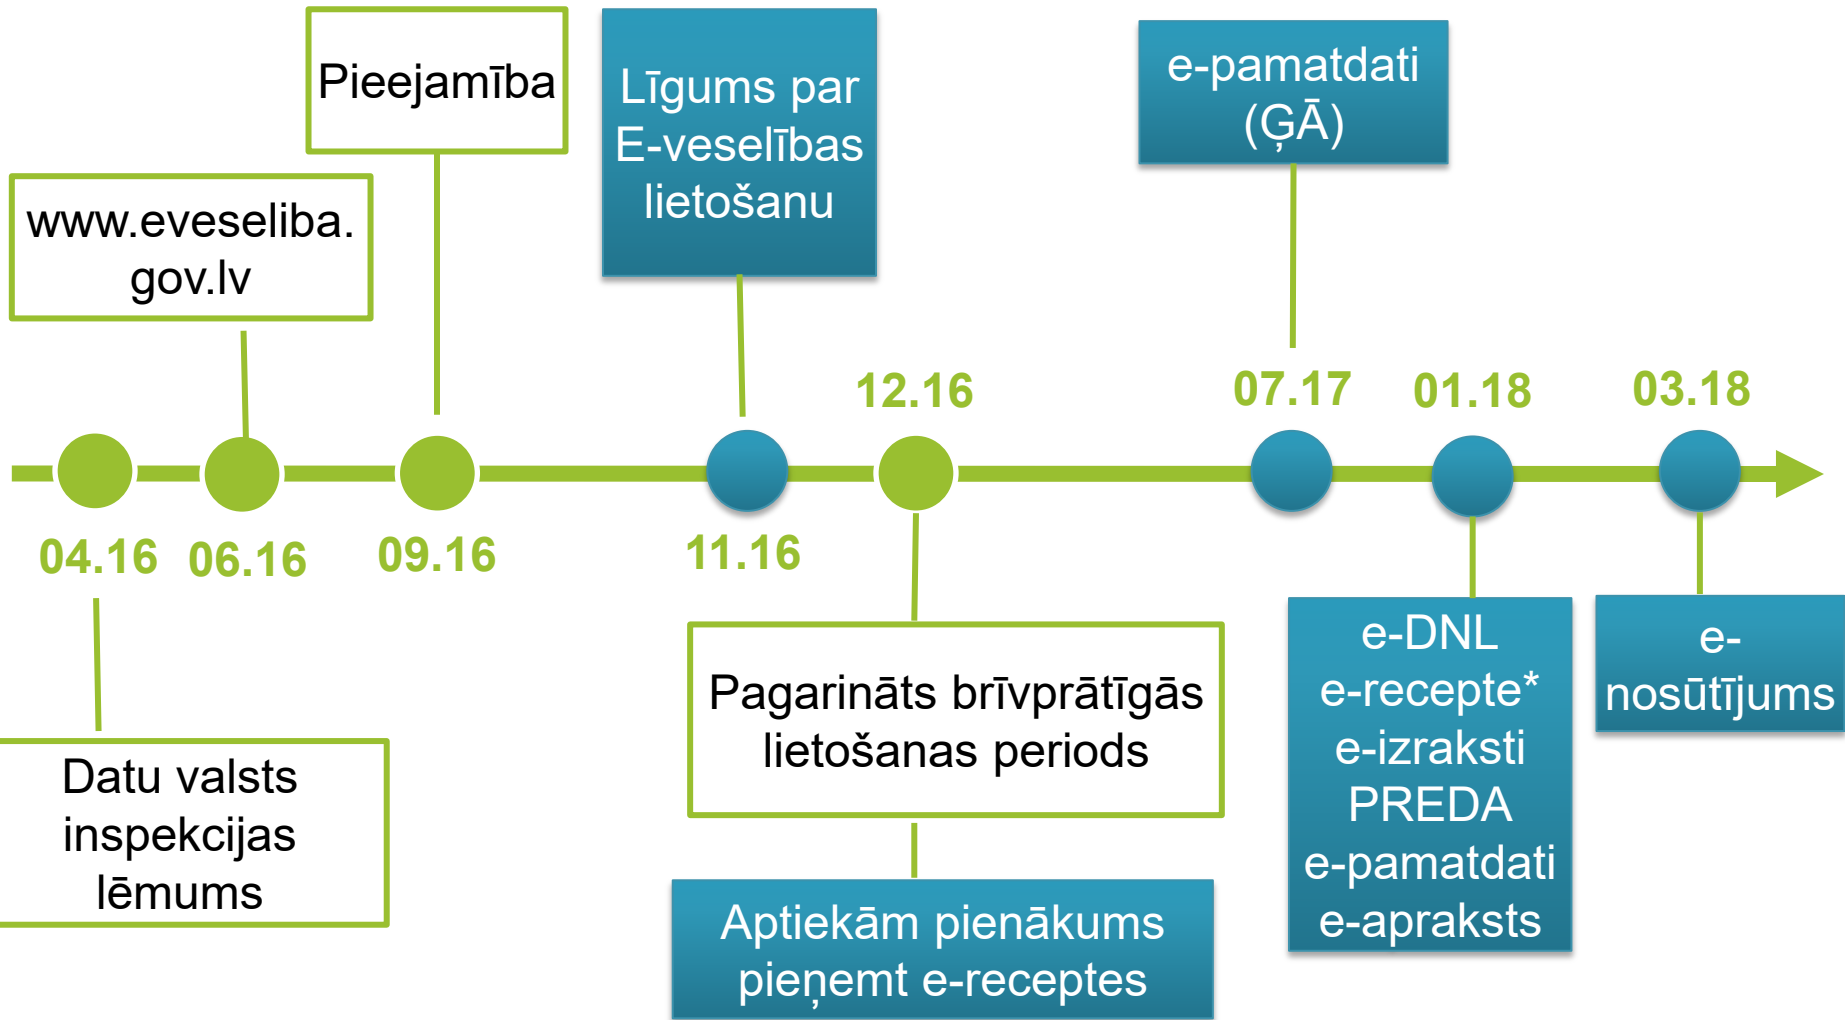 Pieejamība
Līgums par
E-veselības
lietošanu
e-pamatdati
(ĢĀ)
www.eveseliba.
gov.lv
12.16
07.17
01.18
03.18
04.16
06.16
09.16
11.16
Datu valsts
inspekcijas
lēmums
Pagarināts brīvprātīgās
lietošanas periods
Aptiekām pienākums
pieņemt e-receptes
e-DNL
e-recepte*
e-izraksti
PREDA
e-pamatdati
e-apraksts
e-
nosūtījums